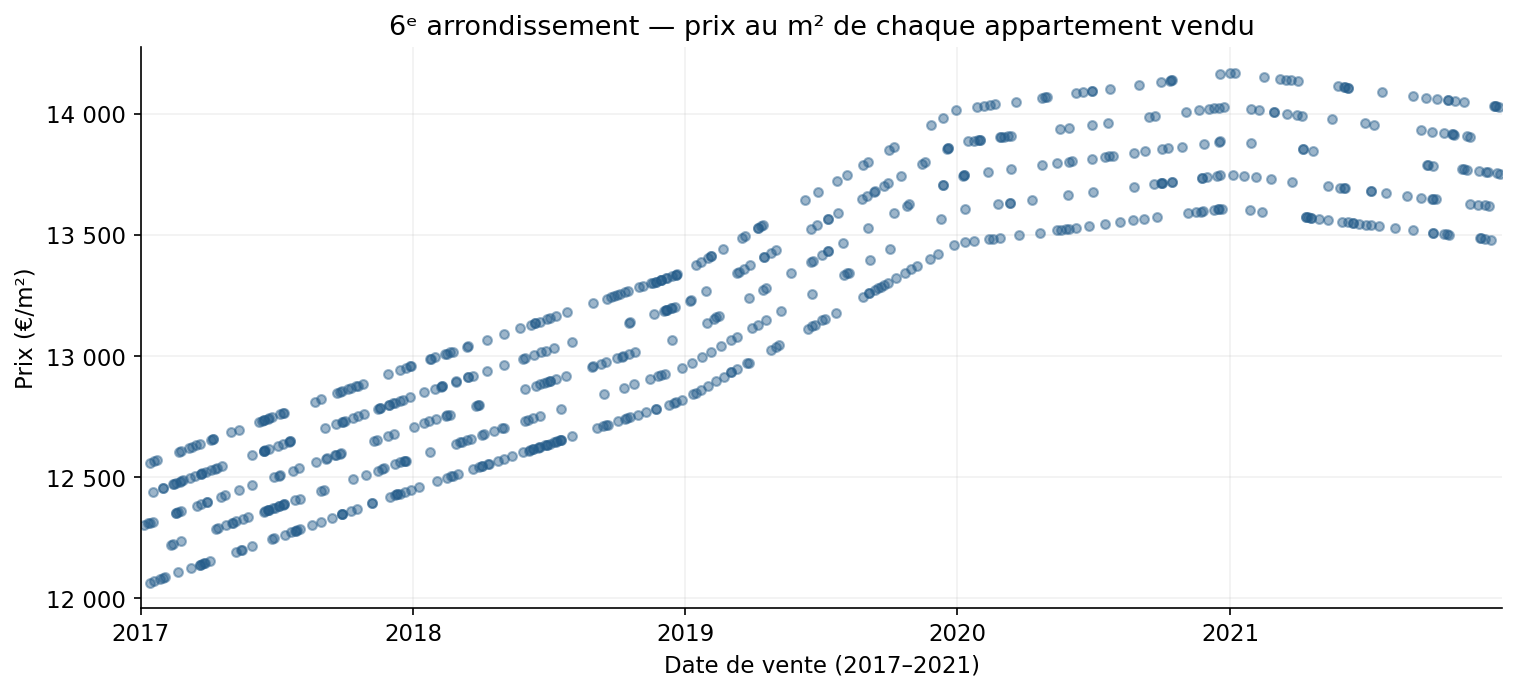 6ᵉ arrondissement — prix au m² de chaque appartement vendu
Prix (€/m²)
14 000
13 500
13 000
12 500
12 000
2017 2018 2019 2020 2021
Date de vente (2017–2021)